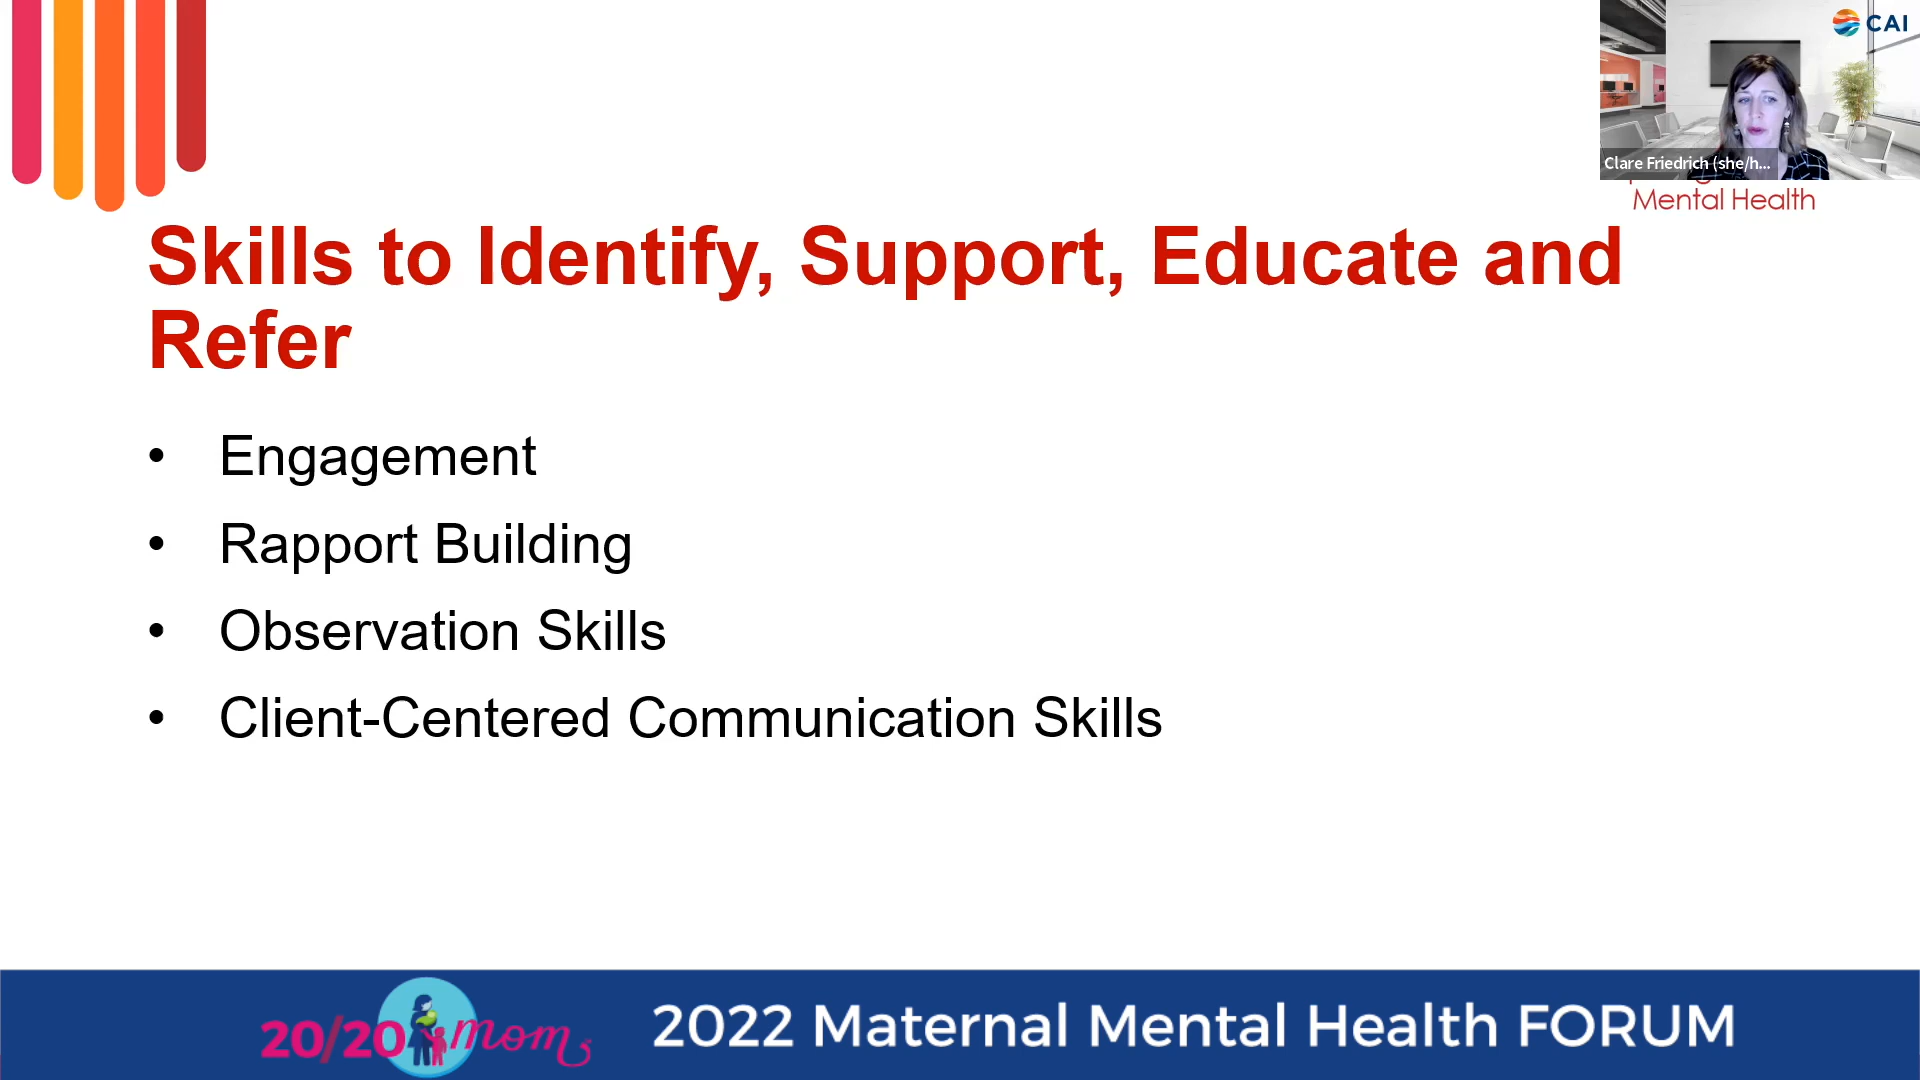 CAI
Clare Friedrich (she/h...
Mental Health
Skills to Identify, Support, Educate and
Refer
• Engagement
• Rapport Building
• Observation Skills
• Client-Centered Communication Skills
20/20 mom
2022 Maternal Mental Health FORUM